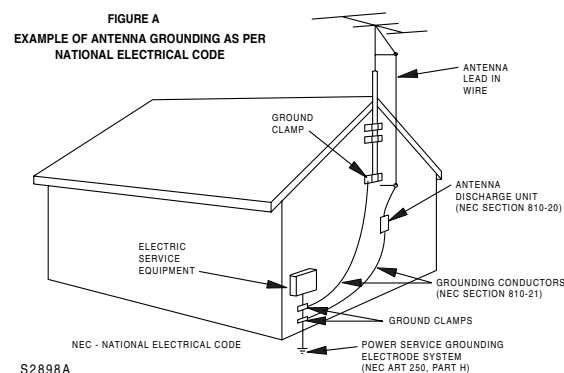 FIGURE A
EXAMPLE OF ANTENNA GROUNDING AS PER
NATIONAL ELECTRICAL CODE
ANTENNA
LEAD IN
WIRE
GROUND
CLAMP
ANTENNA
DISCHARGE UNIT
(NEC SECTION 810-20)
ELECTRIC
SERVICE
EQUIPMENT
GROUNDING CONDUCTORS
(NEC SECTION 810-21)
GROUND CLAMPS
NEC - NATIONAL ELECTRICAL CODE
POWER SERVICE GROUNDING
ELECTRODE SYSTEM
(NEC ART 250, PART H)
S2898A